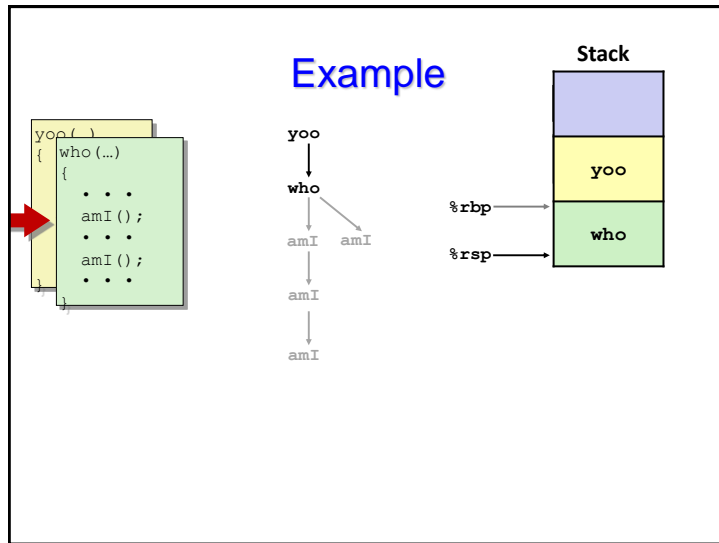 Example
Stack
yoo(…)
{
}
who(…)
{
• • •
amI();
• • •
amI();
• • •
}
yoo
who
amI amI
amI
amI
%rbp
%rsp
yoo
who